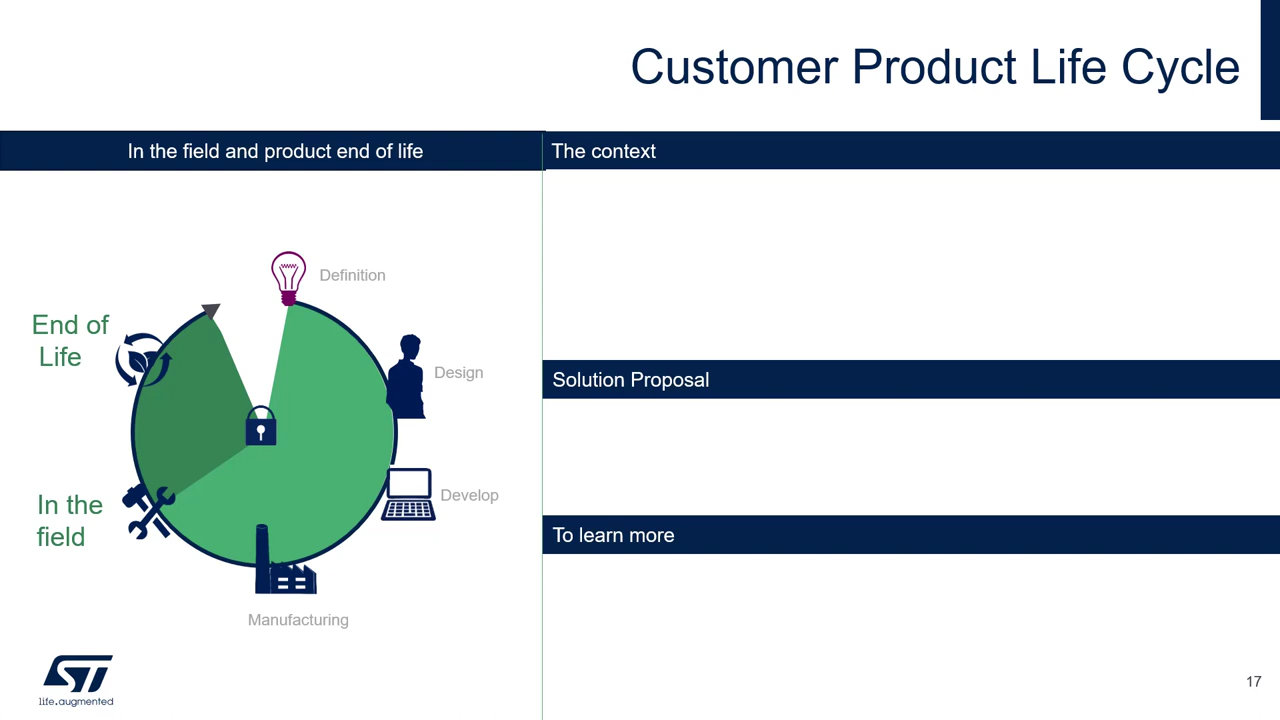 Customer Product Life Cycle
In the field and product end of life
Definition
End of
Life
Design
In the
field
Develop
Manufacturing
ST
life.augmented
The context
Solution Proposal
To learn more
17